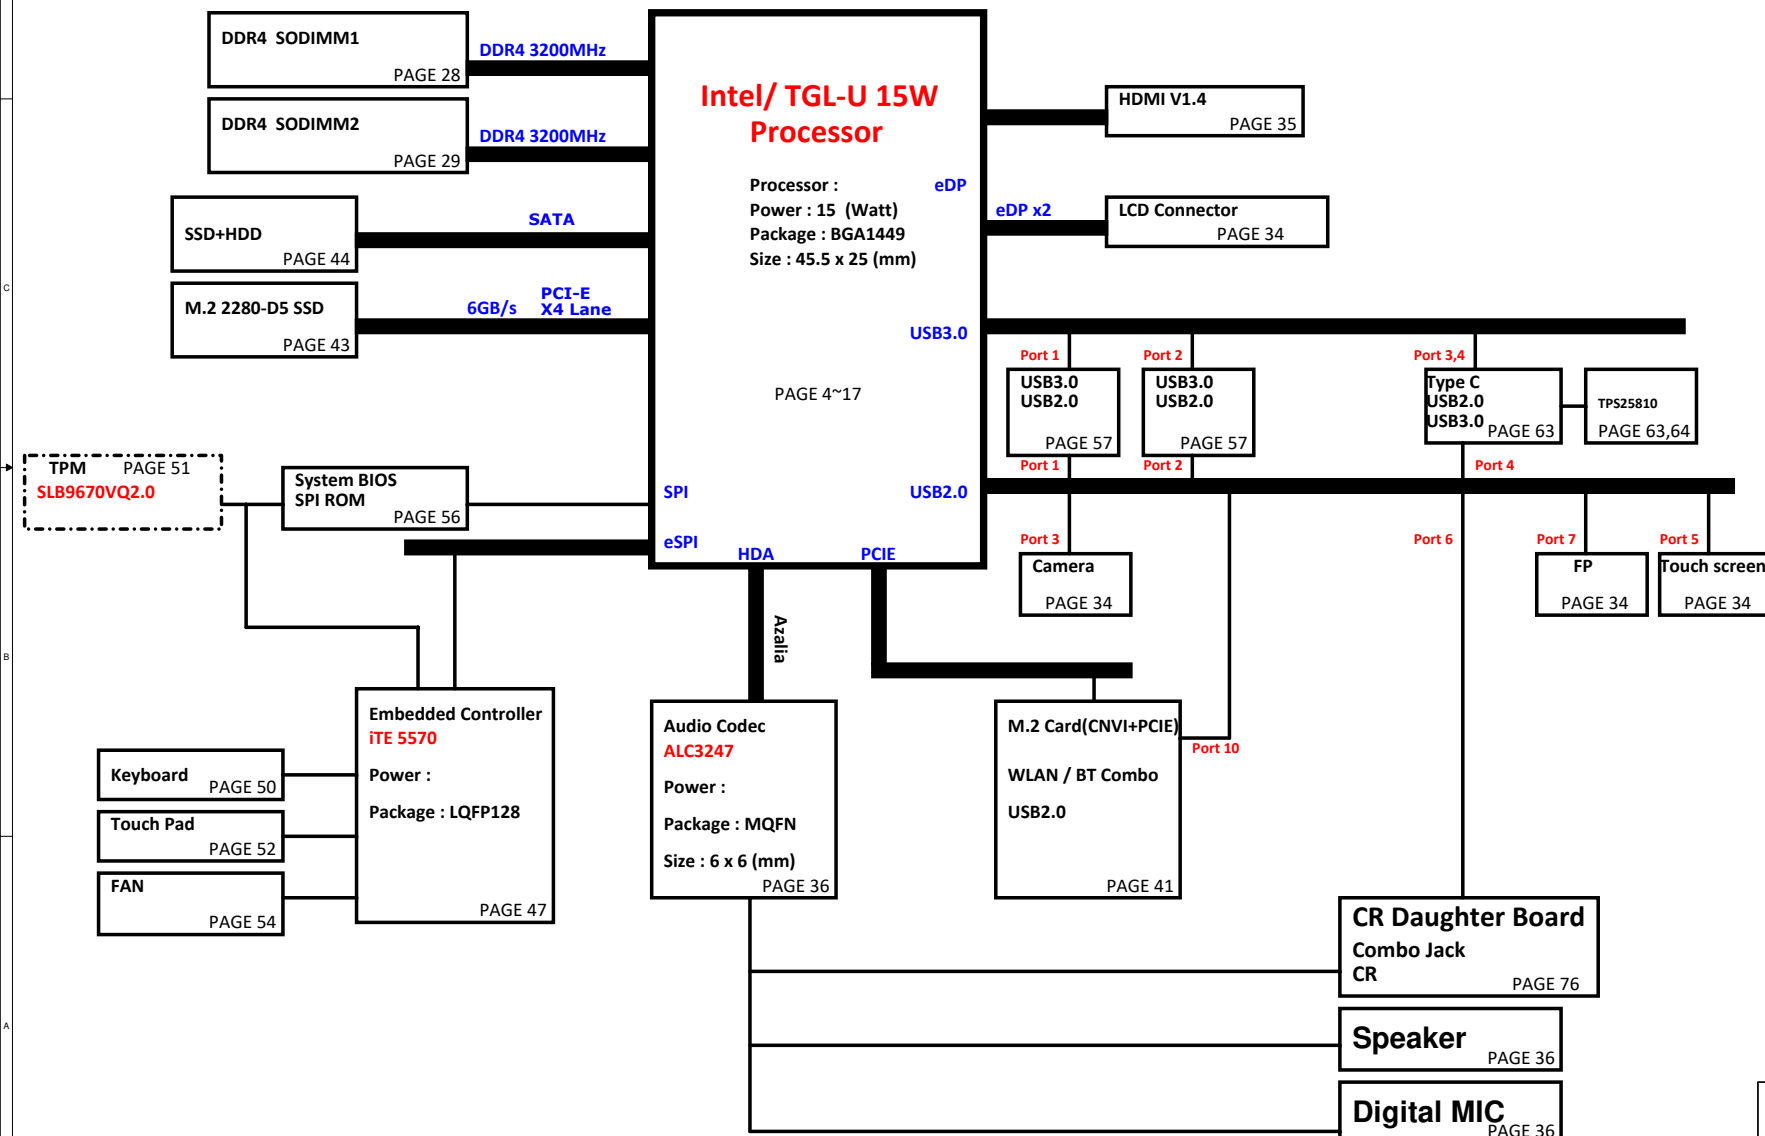 DDR4 SODIMM1
PAGE 28
DDR4 3200MHz
DDR4 SODIMM2
PAGE 29
DDR4 3200MHz
SSD+HDD
PAGE 44
SATA
M.2 2280-D5 SSD
PAGE 43
6GB/s
PCI-E
X4 Lane
Intel/ TGL-U 15W
Processor
Processor :
eDP
Power : 15 (Watt)
Package : BGA1449
Size : 45.5 x 25 (mm)
USB3.0
PAGE 4~17
SPI
USB2.0
eSPI
HDA
PCIE
HDMI V1.4
PAGE 35
eDP x2
LCD Connector
PAGE 34
Port 1
USB3.0
USB2.0
PAGE 57
Port 1
Port 2
USB3.0
USB2.0
PAGE 57
Port 2
Port 3,4
Type C
USB2.0
USB3.0
PAGE 63
TPS25810
PAGE 63,64
Port 4
C
TPM PAGE 51
SLB9670VQ2.0
System BIOS
SPI ROM
PAGE 56
Port 3
Camera
PAGE 34
Port 6
Port 7
FP
PAGE 34
Port 5
Touch screen
PAGE 34
Azalia
B
Embedded Controller
iTE 5570
Power :
Package : LQFP128
PAGE 47
Keyboard
PAGE 50
Touch Pad
PAGE 52
FAN
PAGE 54
Audio Codec
ALC3247
Power :
Package : MQFN
Size : 6 x 6 (mm)
PAGE 36
M.2 Card(CNVI+PCIE)
WLAN / BT Combo
USB2.0
PAGE 41
Port 10
CR Daughter Board
Combo Jack
CR
PAGE 76
A
Speaker
PAGE 36
Digital MIC
PAGE 36